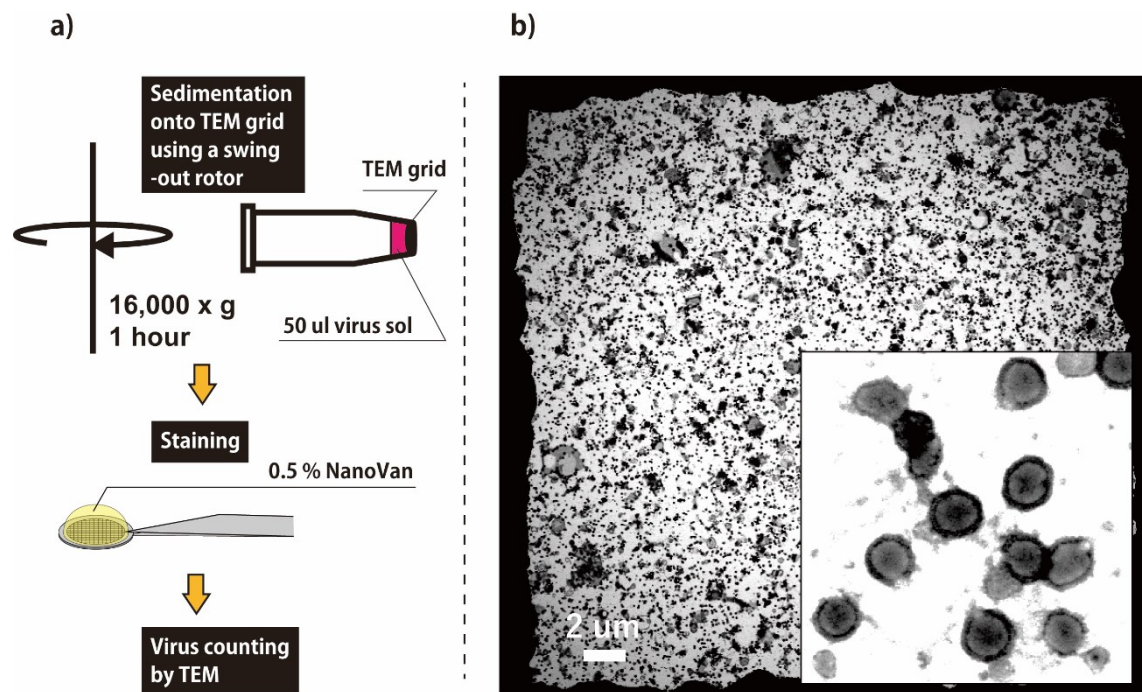 a)
Sedimentation
onto TEM grid
using a swing
-out rotor
TEM grid
16,000 x g
1 hour
50 ul virus sol
Staining
0.5 % NanoVan
Virus counting
by TEM
b)
2 um